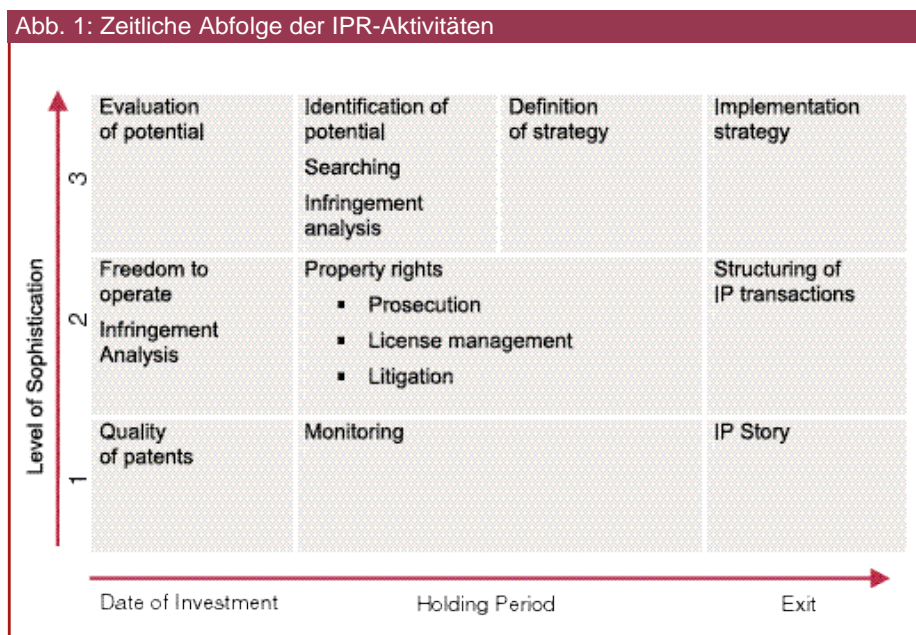 Abb. 1: Zeitliche Abfolge der IPR-Aktivitäten
Level of Sophistication
3
Evaluation
of potential
Identification of
potential
Searching
Infringement
analysis
Definition
of strategy
Implementation
strategy
2
Freedom to
operate
Infringement
Analysis
Property rights
▪ Prosecution
▪ License management
▪ Litigation
Structuring of
IP transactions
1
Quality
of patents
Monitoring
IP Story
Date of Investment
Holding Period
Exit